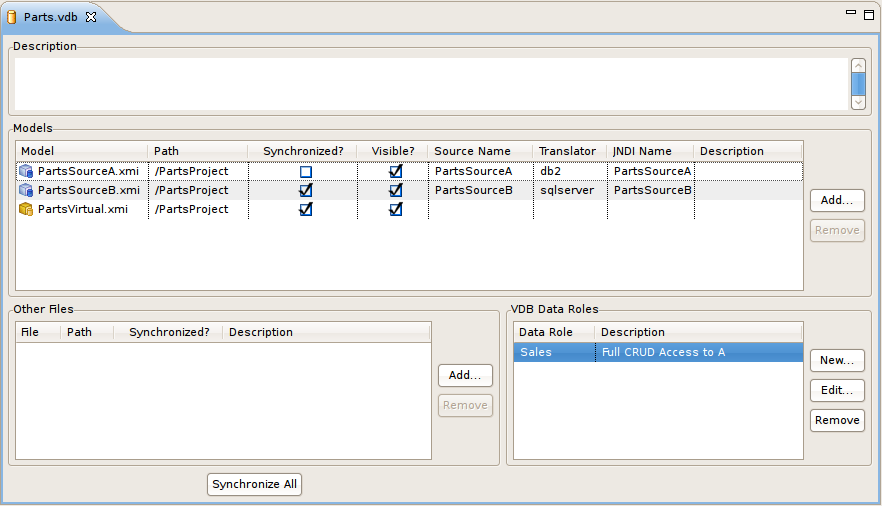 Parts.vdb
Description
Models
Model Path Synchronized? Visible? Source Name Translator JNDI Name Description
PartsSourceA.xmi /PartsProject PartsSourceA db2 PartsSourceA
PartsSourceB.xmi /PartsProject PartsSourceB sqlserver PartsSourceB
PartsVirtual.xmi /PartsProject
Add...
Remove
Other Files
File Path Synchronized? Description
Add...
Remove
VDB Data Roles
Data Role Description
Sales Full CRUD Access to A
New...
Edit...
Remove
Synchronize All